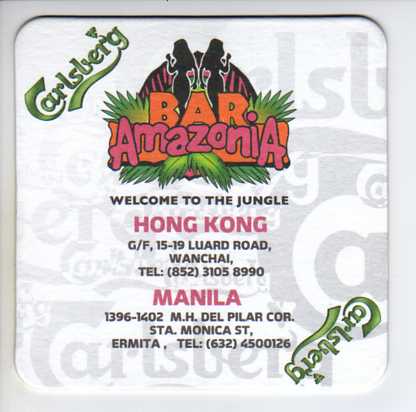 Carlsberg
BAR
AmazoniA
WELCOME TO THE JUNGLE
HONG KONG
G/F, 15-19 LUARD ROAD,
WANCHAI,
TEL: (852) 3105 8990
MANILA
1396-1402 M.H. DEL PILAR COR.
STA. MONICA ST,
ERMITA , TEL: (632) 4500126
Carlsberg